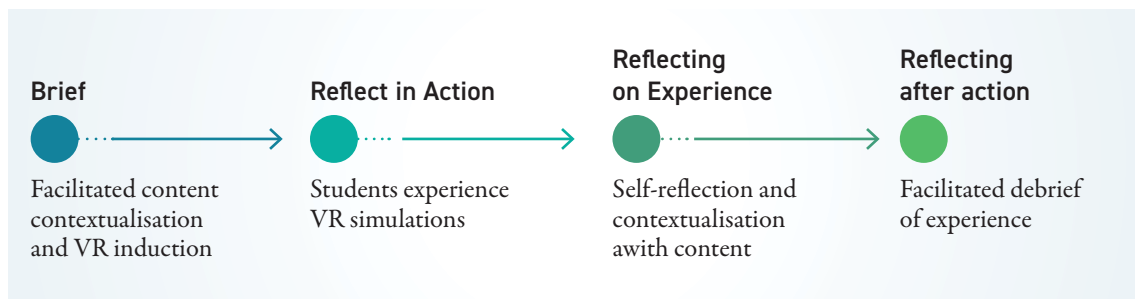 Brief
Facilitated content
contextualisation
and VR induction
Reflect in Action
Students experience
VR simulations
Reflecting
on Experience
Self-reflection and
contextualisation
awith content
Reflecting
after action
Facilitated debrief
of experience